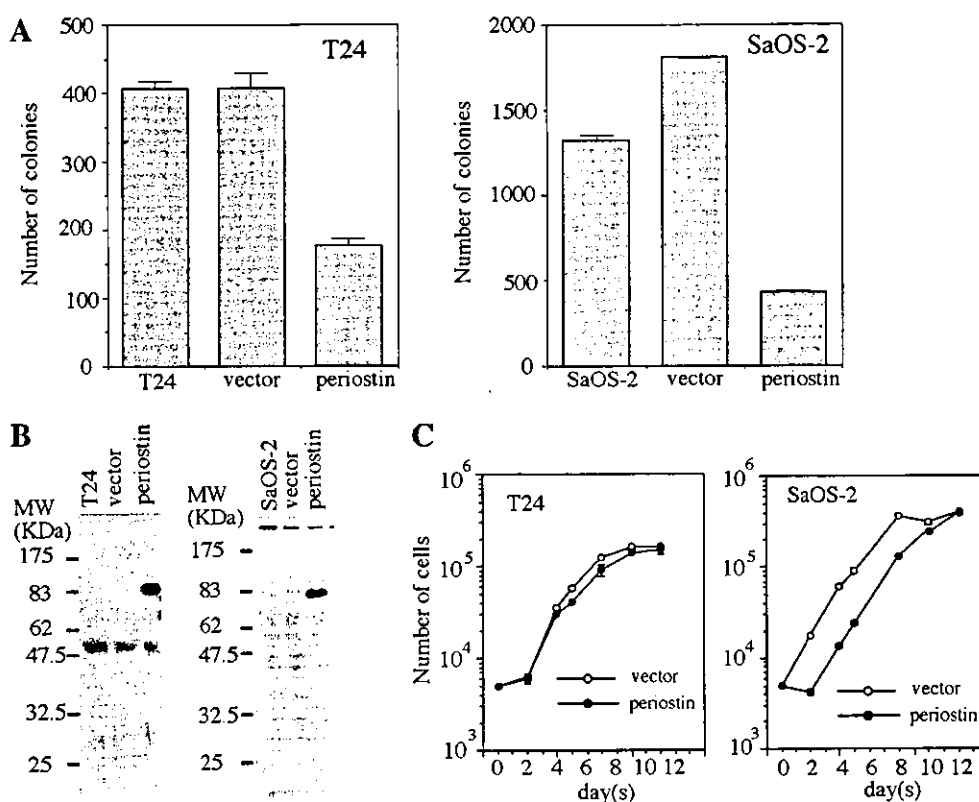 A
T24
Number of colonies
500
400
300
200
100
0
T24 vector periostin
SaOS-2
Number of colonies
2000
1500
1000
500
0
SaOS-2 vector periostin
B
T24
vector
periostin
MW
(KDa)
175
83
62
47.5
32.5
25
SaOS-2
vector
periostin
MW
(KDa)
175
83
62
47.5
32.5
25
C
T24
Number of cells
10⁶
10⁵
10⁴
10³
vector
periostin
0 2 4 6 8 10 12
day(s)
SaOS-2
10⁶
10⁵
10⁴
10³
vector
periostin
0 2 4 6 8 10 12
day(s)